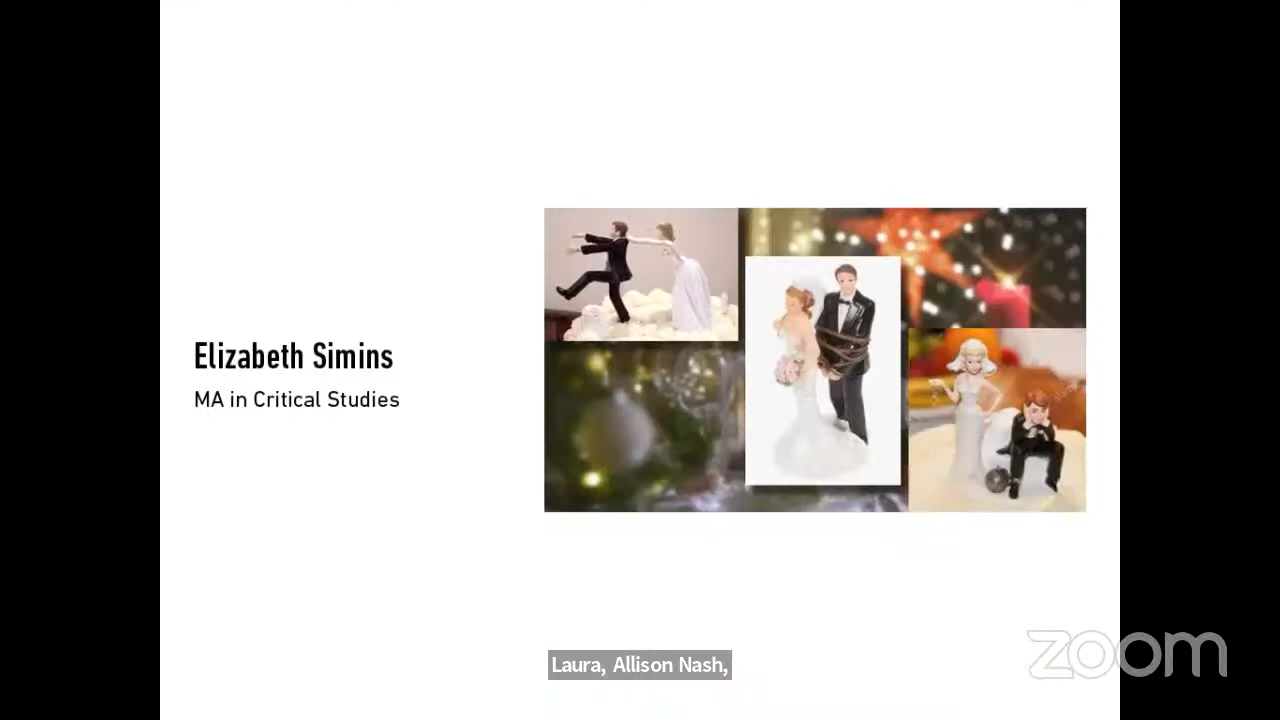 Elizabeth Simins
MA in Critical Studies
Laura, Allison Nash,
zoom